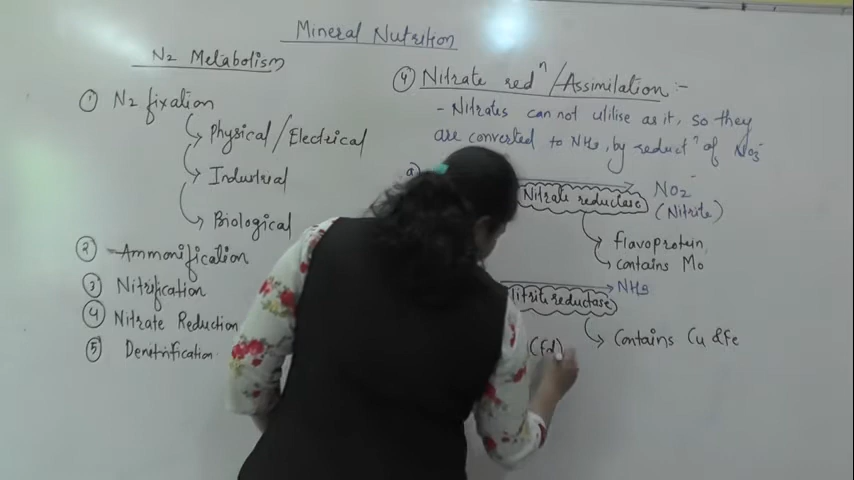 Mineral Nutrition
N2 Metabolism
① N2 fixation
Physical / Electrical
Industrial
Biological
② Ammonification
③ Nitrification
④ Nitrate Reduction
⑤ Denitrification
④ Nitrate redⁿ / Assimilation :-
- Nitrates can not utilise as it, so they
are converted to NH3, by reductⁿ of NO3⁻
a)
Nitrate reductase
NO2⁻
(Nitrite)
flavoprotein,
contains Mo
Nitrite reductase
NH3
Contains Cu & Fe
(Fd)